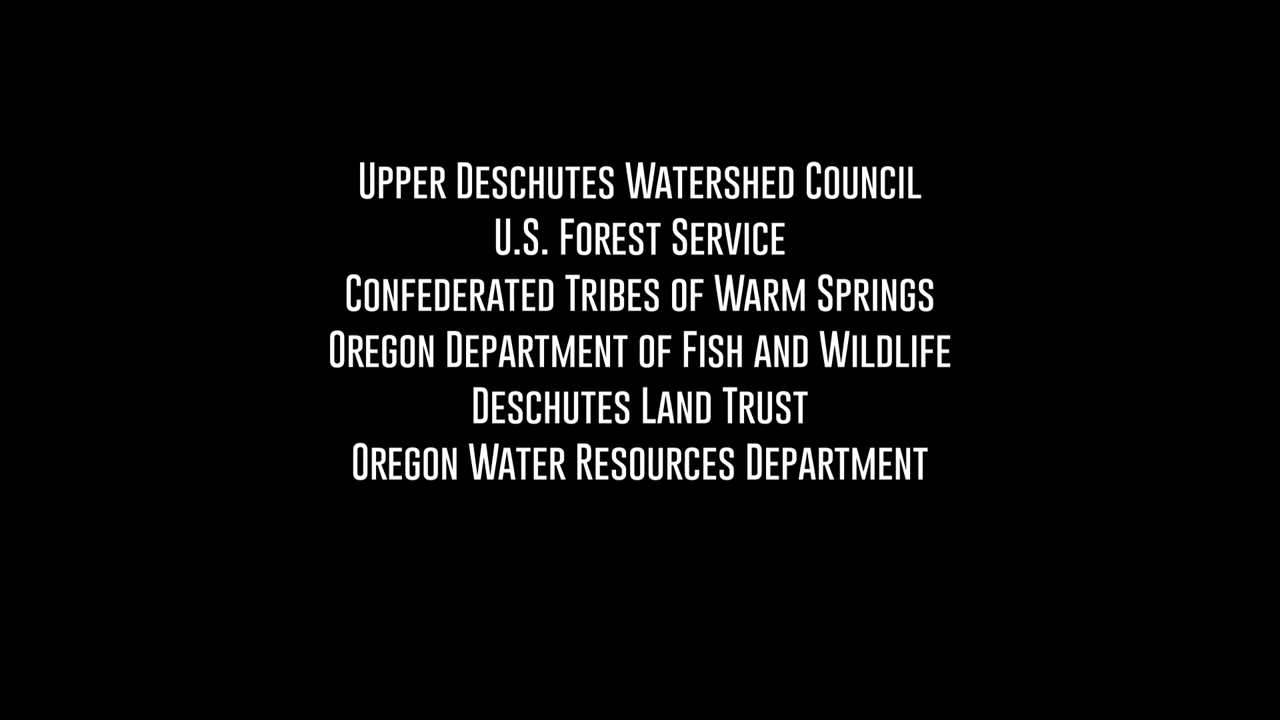 Upper Deschutes Watershed Council
U.S. Forest Service
Confederated Tribes of Warm Springs
Oregon Department of Fish and Wildlife
Deschutes Land Trust
Oregon Water Resources Department